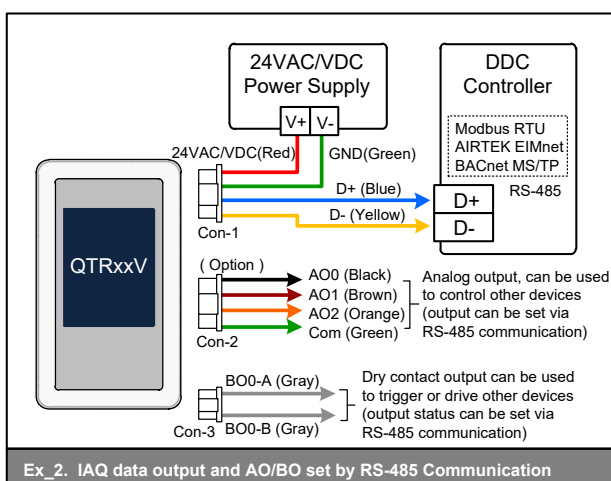 24VAC/VDC
Power Supply
V+ V-
DDC
Controller
Modbus RTU
AIRTEK EIMnet
BACnet MS/TP
RS-485
D+
D-
24VAC/VDC(Red)
GND(Green)
D+ (Blue)
D- (Yellow)
Con-1
QTRxxV
( Option )
AO0 (Black)
AO1 (Brown)
AO2 (Orange)
Com (Green)
Con-2
Analog output, can be used
to control other devices
(output can be set via
RS-485 communication)
BO0-A (Gray)
BO0-B (Gray)
Con-3
Dry contact output can be used
to trigger or drive other devices
(output status can be set via
RS-485 communication)
Ex_2. IAQ data output and AO/BO set by RS-485 Communication